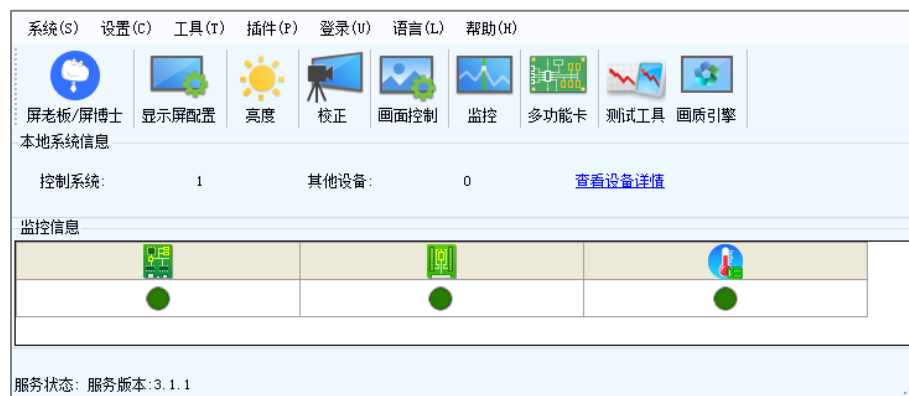 系统(S) 设置(C) 工具(T) 插件(P) 登录(U) 语言(L) 帮助(H)
屏老板/屏博士 显示屏配置 亮度 校正 画面控制 监控 多功能卡 测试工具 画质引擎
本地系统信息
控制系统: 1 其他设备: 0 查看设备详情
监控信息
服务状态: 服务版本:3.1.1